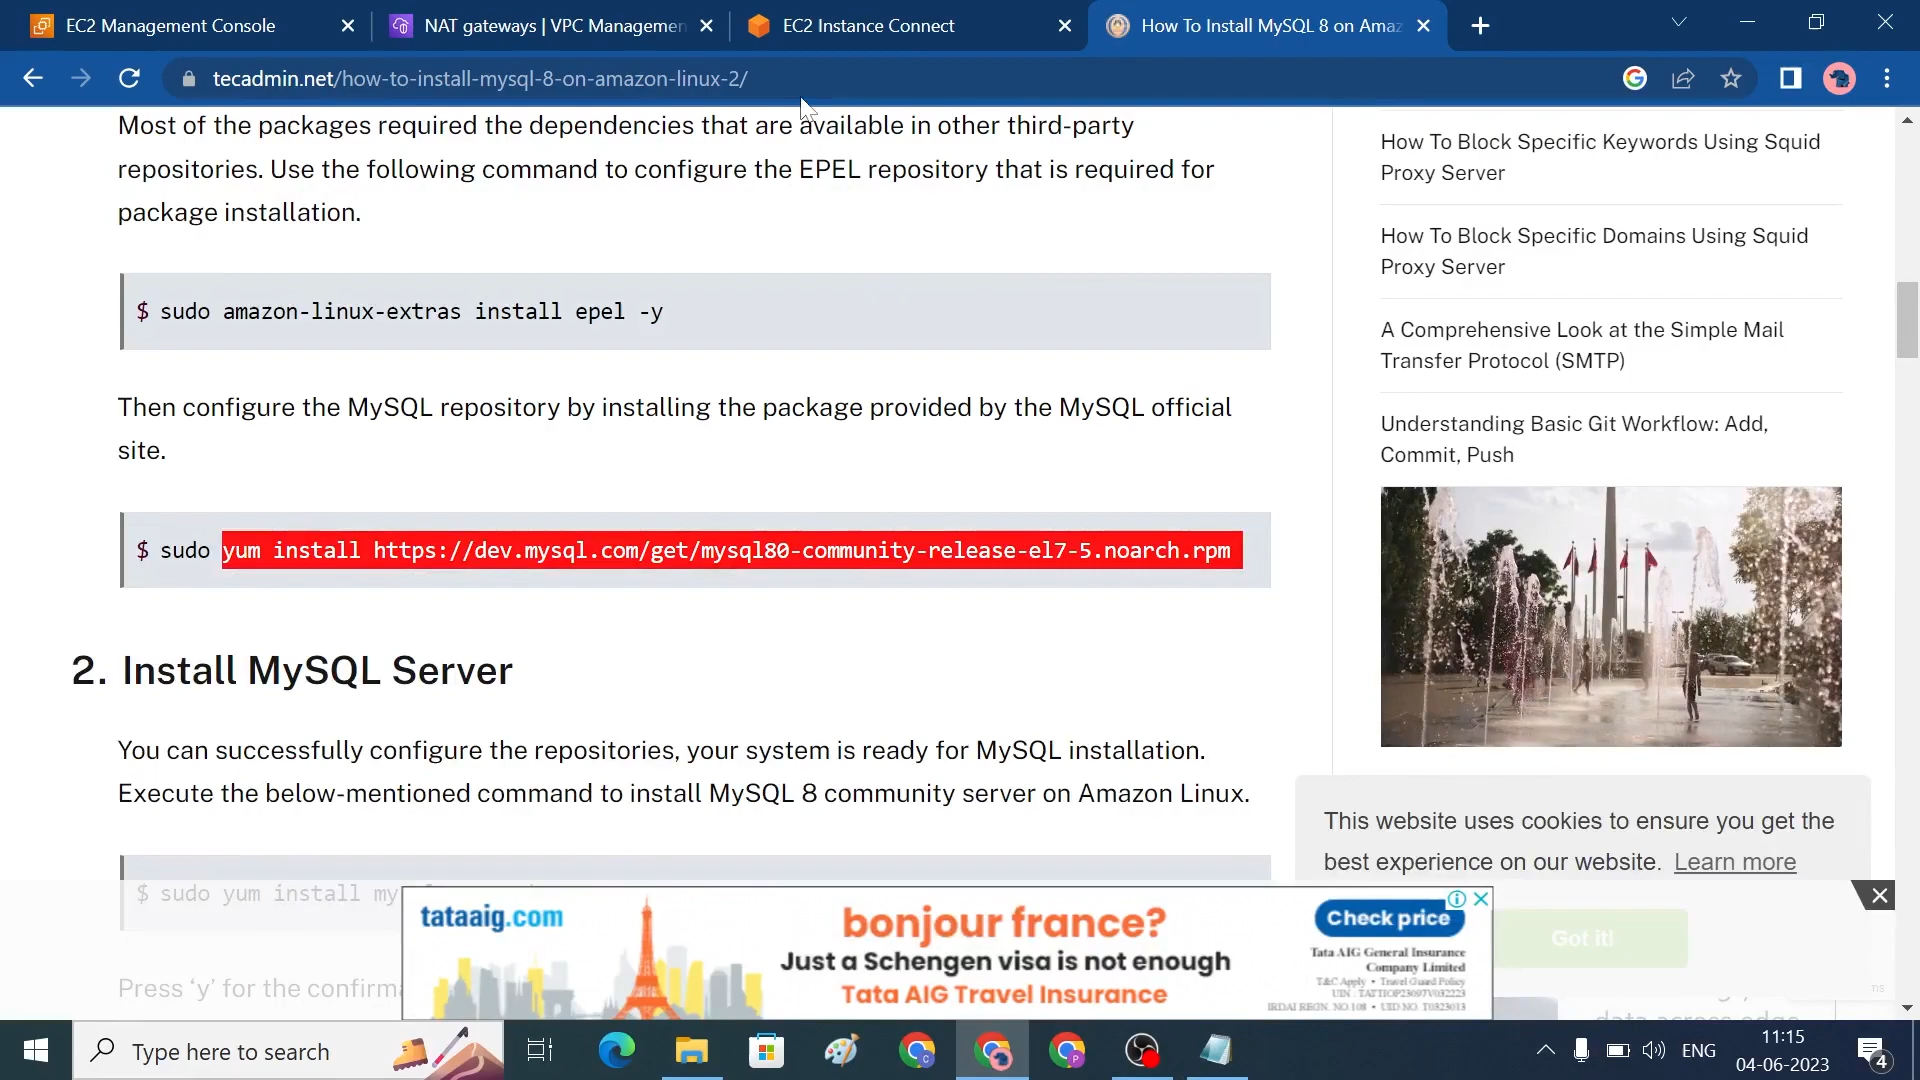 EC2 Management Console
NAT gateways | VPC Managemen
EC2 Instance Connect
How To Install MySQL 8 on Amaz
tecadmin.net/how-to-install-mysql-8-on-amazon-linux-2/
Most of the packages required the dependencies that are available in other third-party
repositories. Use the following command to configure the EPEL repository that is required for
package installation.
$ sudo amazon-linux-extras install epel -y
Then configure the MySQL repository by installing the package provided by the MySQL official
site.
$ sudo yum install https://dev.mysql.com/get/mysql80-community-release-el7-5.noarch.rpm
2. Install MySQL Server
You can successfully configure the repositories, your system is ready for MySQL installation.
Execute the below-mentioned command to install MySQL 8 community server on Amazon Linux.
$ sudo yum install my
Press ‘y’ for the confirma
How To Block Specific Keywords Using Squid
Proxy Server
How To Block Specific Domains Using Squid
Proxy Server
A Comprehensive Look at the Simple Mail
Transfer Protocol (SMTP)
Understanding Basic Git Workflow: Add,
Commit, Push
This website uses cookies to ensure you get the
best experience on our website. Learn more
Got it!
tataaig.com
bonjour france?
Just a Schengen visa is not enough
Tata AIG Travel Insurance
Check price
Tata AIG General Insurance
Company Limited
T&C Apply • Travel Guard Policy
Type here to search
ENG
11:15
04-06-2023
4